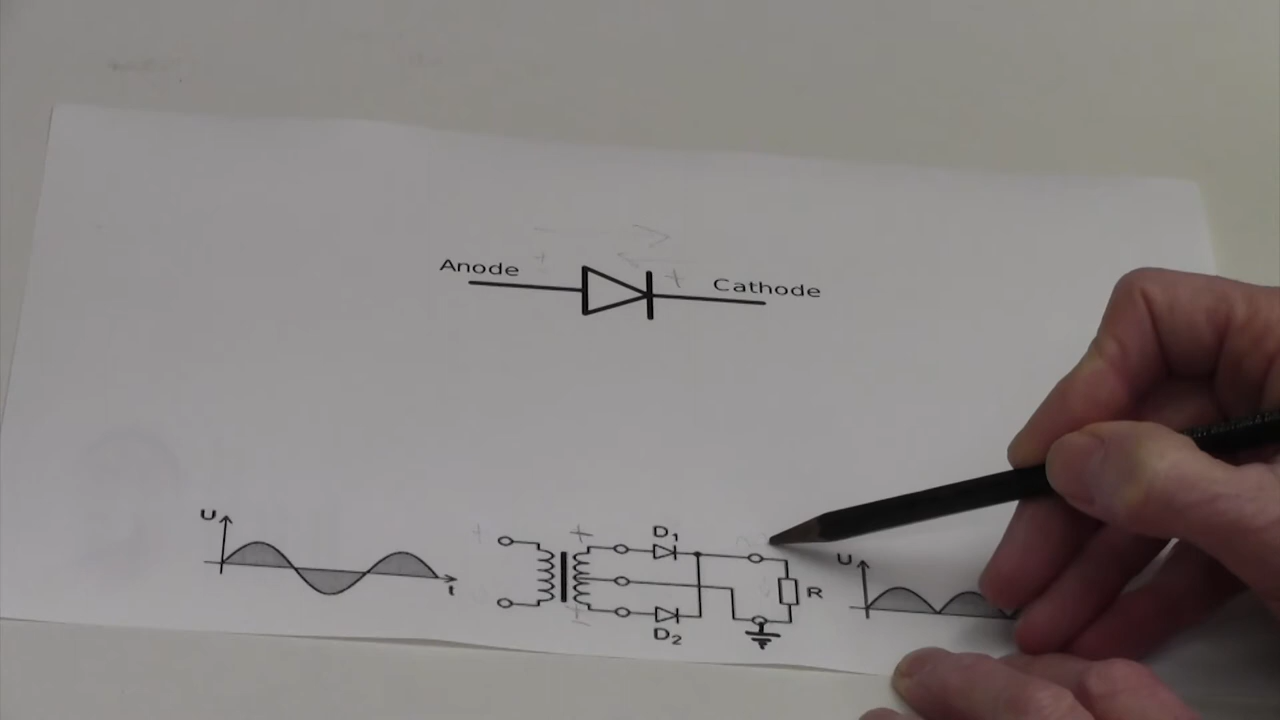 Anode
Cathode
U
t
+
+
D1
D2
R
U
+
+